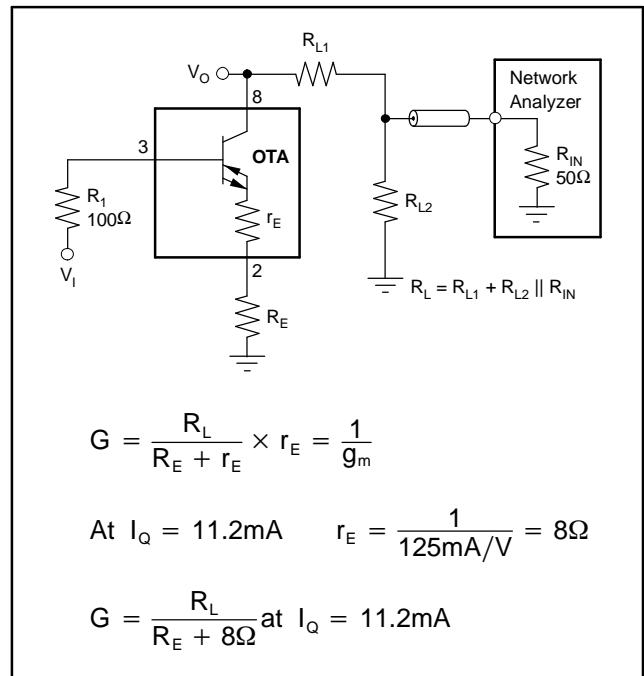 R_L1
V_O
8
Network
Analyzer
3
OTA
R_IN
50Ω
R_1
100Ω
r_E
R_L2
V_I
2
R_L = R_L1 + R_L2 || R_IN
R_E
G = R_L / (R_E + r_E) × r_E = 1 / g_m
At I_Q = 11.2mA r_E = 1 / 125mA/V = 8Ω
G = R_L / (R_E + 8Ω) at I_Q = 11.2mA